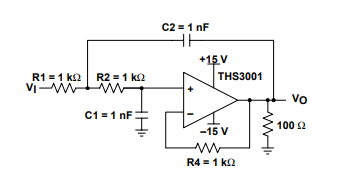 C2 = 1 nF
+15 V
R1 = 1 kΩ R2 = 1 kΩ THS3001
VI
+
VO
C1 = 1 nF
−
100 Ω
−15 V
R4 = 1 kΩ